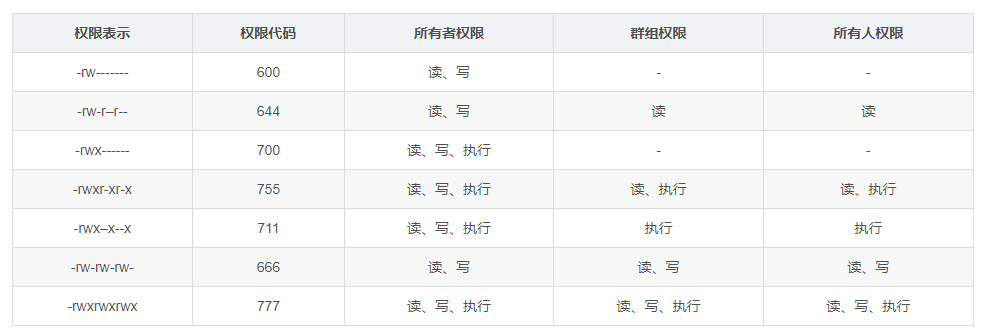 权限表示 权限代码 所有者权限 群组权限 所有人权限
-rw------- 600 读、写 - -
-rw-r–r-- 644 读、写 读 读
-rwx------ 700 读、写、执行 - -
-rwxr-xr-x 755 读、写、执行 读、执行 读、执行
-rwx–x--x 711 读、写、执行 执行 执行
-rw-rw-rw- 666 读、写 读、写 读、写
-rwxrwxrwx 777 读、写、执行 读、写、执行 读、写、执行